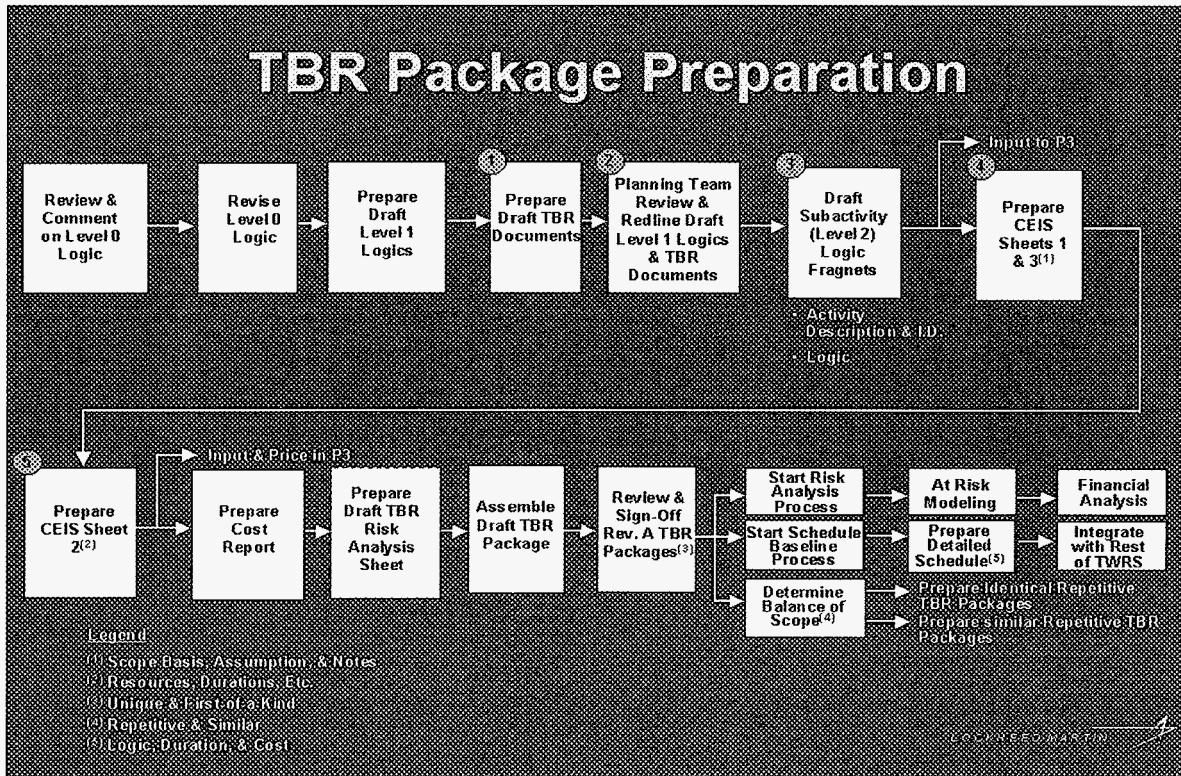 TBR Package Preparation
Input to P3
1
2
3
4
Review &
Comment
on Level 0
Logic
Revise
Level 0
Logic
Prepare
Draft
Level 1
Logics
Prepare
Draft TBR
Documents
Planning Team
Review &
Redline Draft
Level 1 Logics
& TBR
Documents
Draft
Subactivity
(Level 2)
Logic
Fragnets
Prepare
CEIS
Sheets 1
& 3(1)
• Activity
Description & I.D.
• Logic
5
Input & Price in P3
Prepare
CEIS Sheet
2(2)
Prepare
Cost
Report
Prepare
Draft TBR
Risk
Analysis
Sheet
Assemble
Draft TBR
Package
Review &
Sign-Off
Rev. A TBR
Packages(3)
Start Risk
Analysis
Process
At Risk
Modeling
Financial
Analysis
Start Schedule
Baseline
Process
Prepare
Detailed
Schedule(5)
Integrate
with Rest
of TWRS
Determine
Balance of
Scope(4)
Prepare Identical Repetitive
TBR Packages
Prepare similar Repetitive TBR
Packages
Legend
(1) Scope Basis, Assumption, & Notes
(2) Resources, Durations, Etc.
(3) Unique & First-of-a-Kind
(4) Repetitive & Similar
(5) Logic, Duration, & Cost
LOCKHEED MARTIN